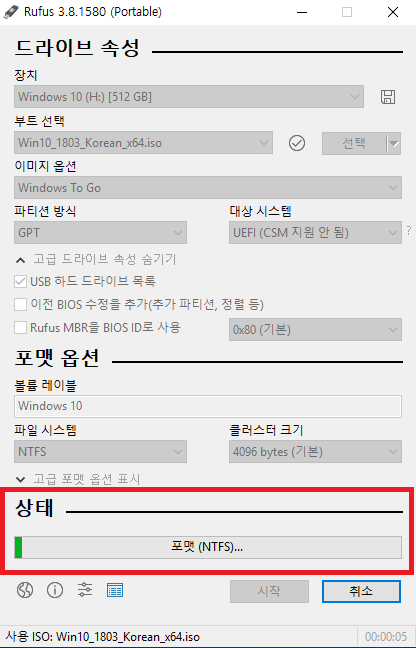 Rufus 3.8.1580 (Portable)
드라이브 속성
장치
Windows 10 (H:) [512 GB]
부트 선택
Win10_1803_Korean_x64.iso
선택
이미지 옵션
Windows To Go
파티션 방식 대상 시스템
GPT UEFI (CSM 지원 안 됨) ?
고급 드라이브 속성 숨기기
USB 하드 드라이브 목록
이전 BIOS 수정을 추가(추가 파티션, 정렬 등)
Rufus MBR을 BIOS ID로 사용 0x80 (기본)
포맷 옵션
볼륨 레이블
Windows 10
파일 시스템 클러스터 크기
NTFS 4096 bytes (기본)
고급 포맷 옵션 표시
상태
포맷 (NTFS)...
시작 취소
사용 ISO: Win10_1803_Korean_x64.iso 00:00:05